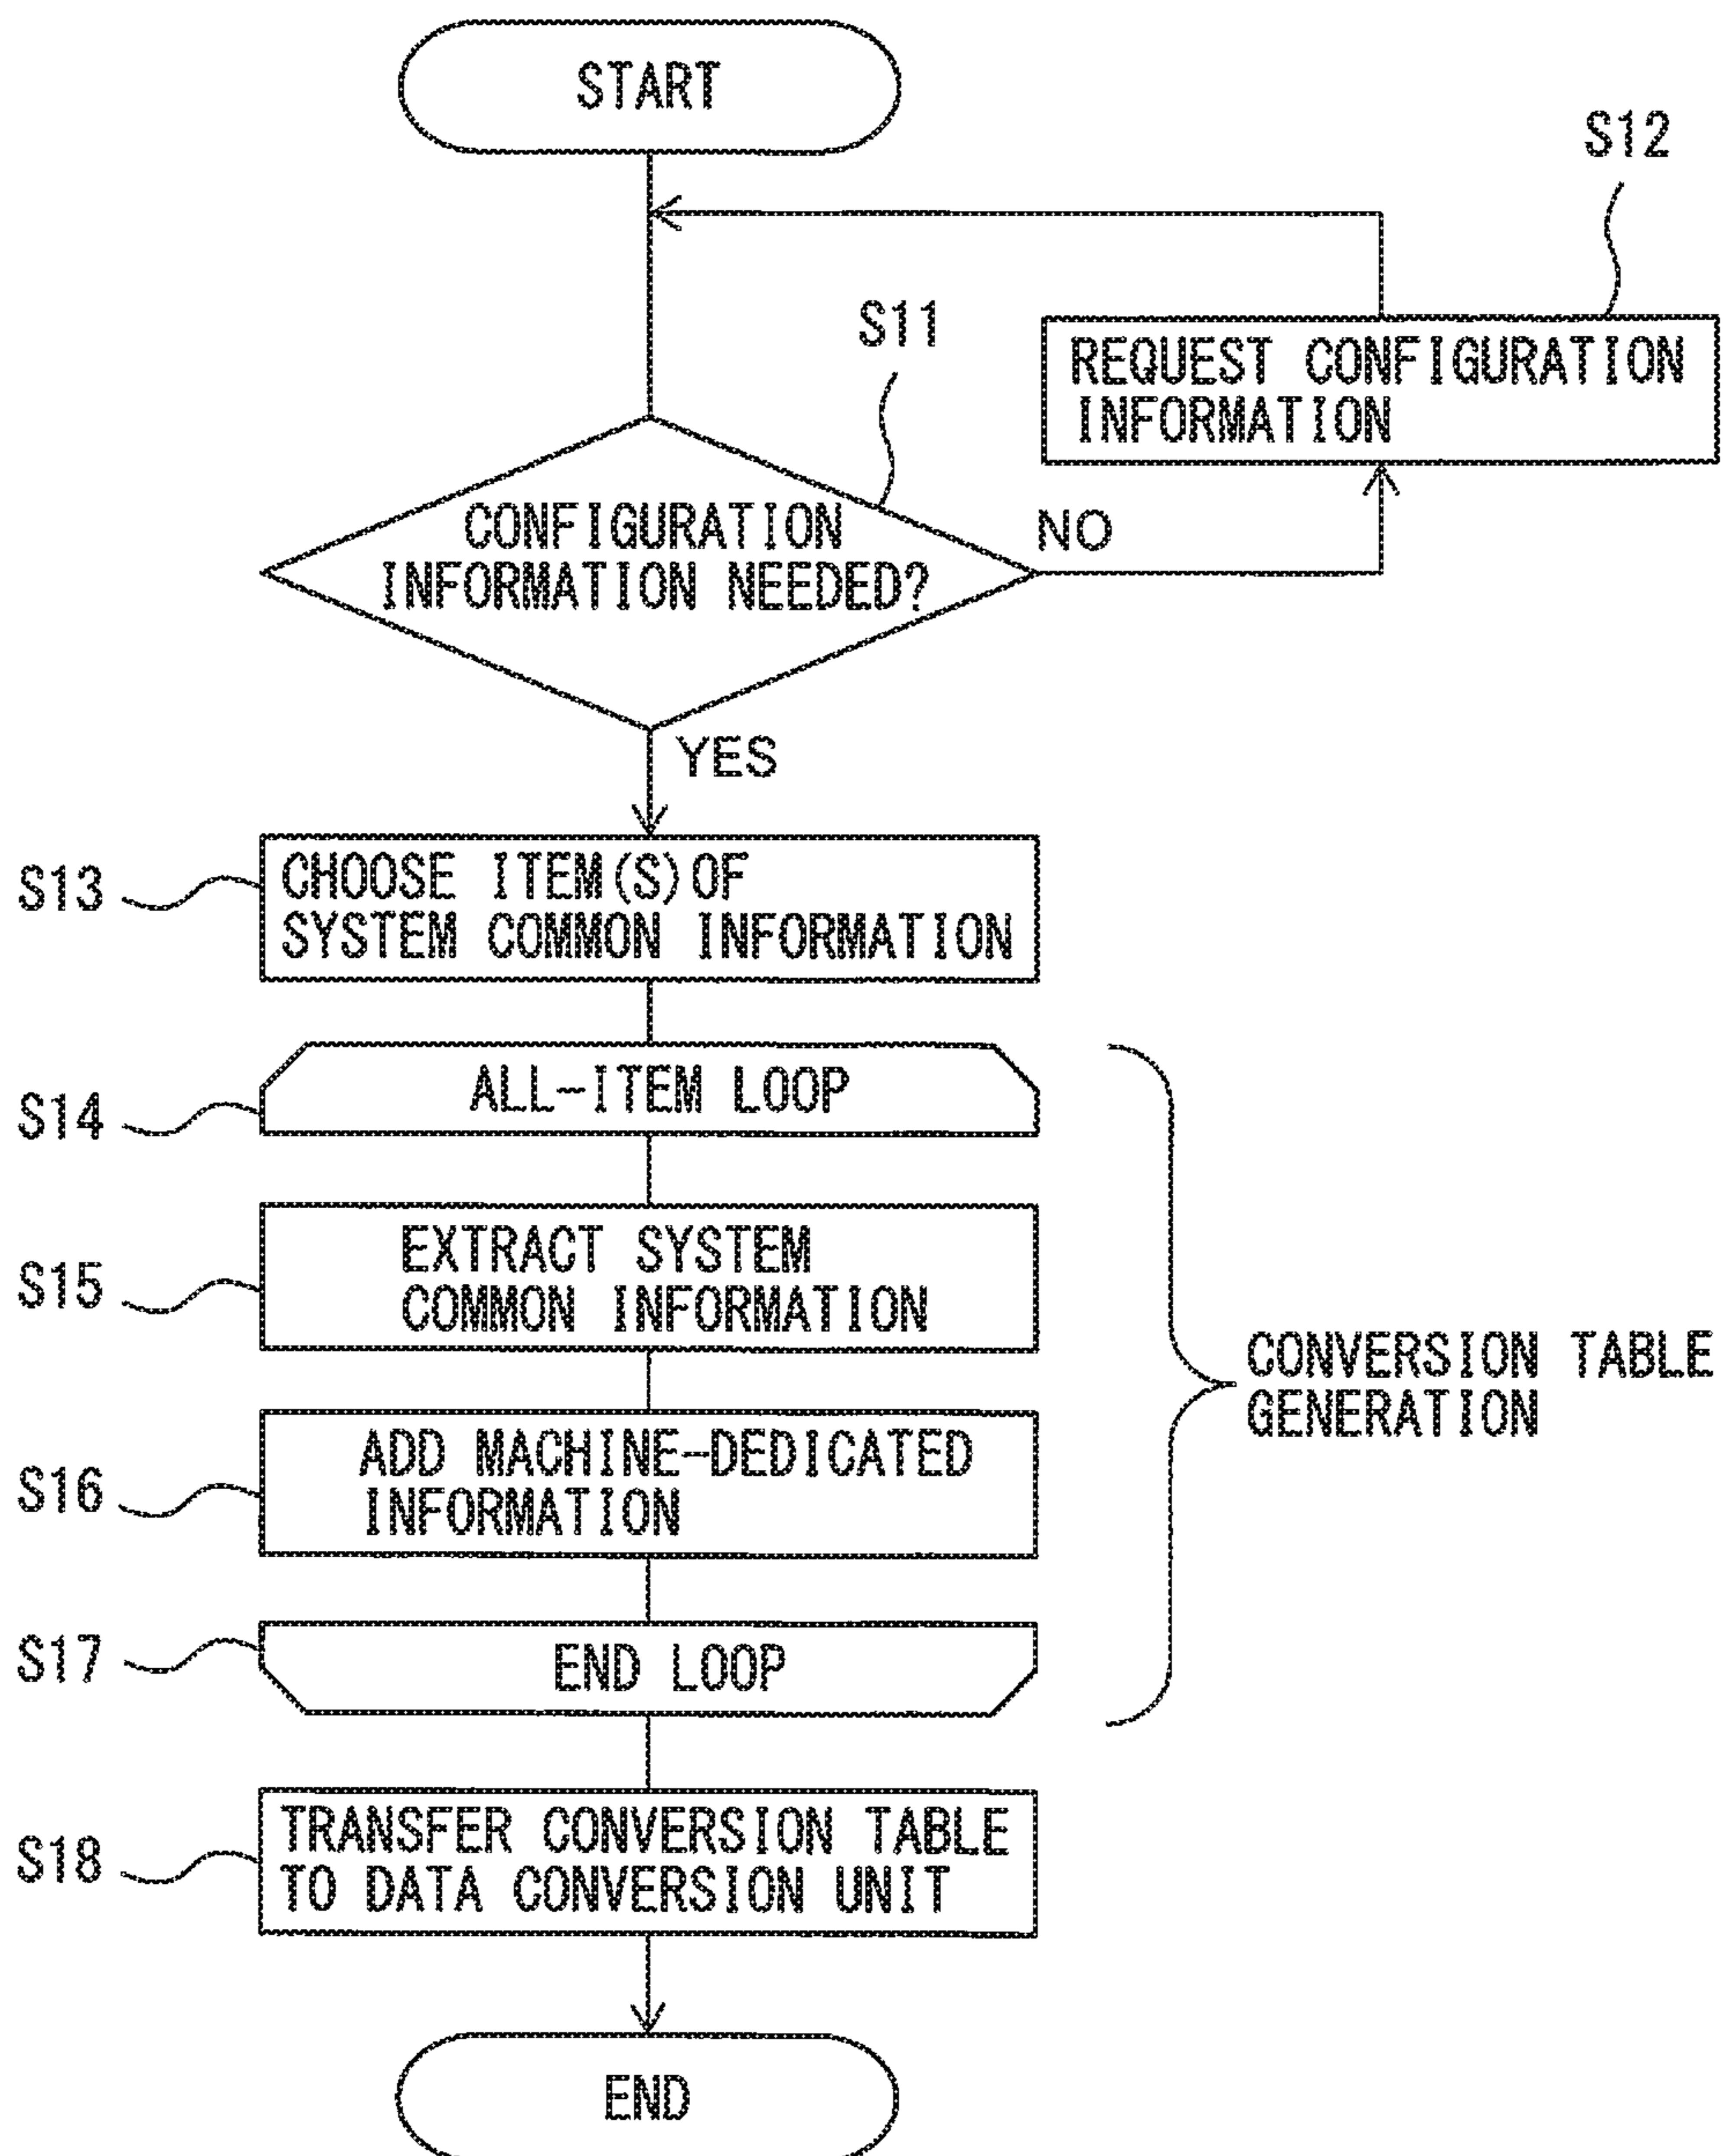 START
S12
REQUEST CONFIGURATION
INFORMATION
S11
CONFIGURATION
INFORMATION NEEDED?
NO
YES
S13
CHOOSE ITEM(S)OF
SYSTEM COMMON INFORMATION
S14
ALL-ITEM LOOP
S15
EXTRACT SYSTEM
COMMON INFORMATION
CONVERSION TABLE
GENERATION
S16
ADD MACHINE-DEDICATED
INFORMATION
S17
END LOOP
S18
TRANSFER CONVERSION TABLE
TO DATA CONVERSION UNIT
END